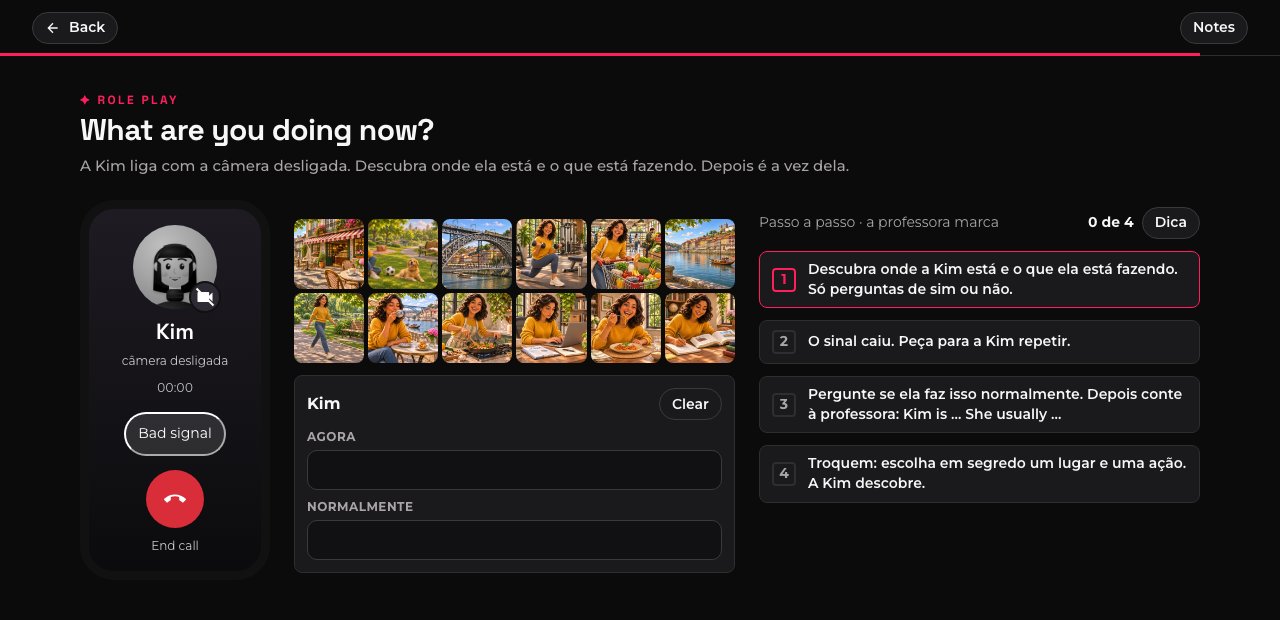 Back
Notes
ROLE PLAY
What are you doing now?
A Kim liga com a câmera desligada. Descubra onde ela está e o que está fazendo. Depois é a vez dela.
Kim
câmera desligada
00:00
Bad signal
End call
Kim
Clear
AGORA
NORMALMENTE
Passo a passo · a professora marca
0 de 4
Dica
1
Descubra onde a Kim está e o que ela está fazendo.
Só perguntas de sim ou não.
2
O sinal caiu. Peça para a Kim repetir.
3
Pergunte se ela faz isso normalmente. Depois conte
à professora: Kim is ... She usually ...
4
Troquem: escolha em segredo um lugar e uma ação.
A Kim descobre.